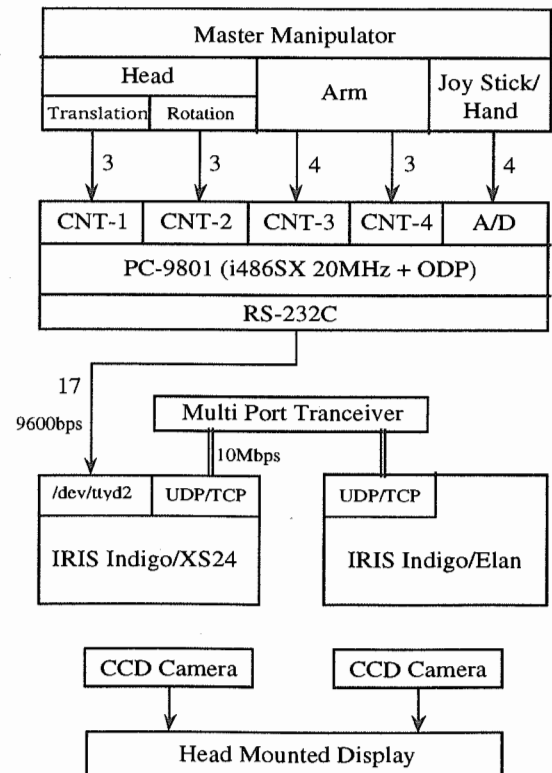 Master Manipulator
Head
Arm
Joy Stick/
Hand
Translation
Rotation
3
3
4
3
4
CNT-1
CNT-2
CNT-3
CNT-4
A/D
PC-9801 (i486SX 20MHz + ODP)
RS-232C
17
9600bps
Multi Port Tranceiver
10Mbps
/dev/ttyd2
UDP/TCP
UDP/TCP
IRIS Indigo/XS24
IRIS Indigo/Elan
CCD Camera
CCD Camera
Head Mounted Display